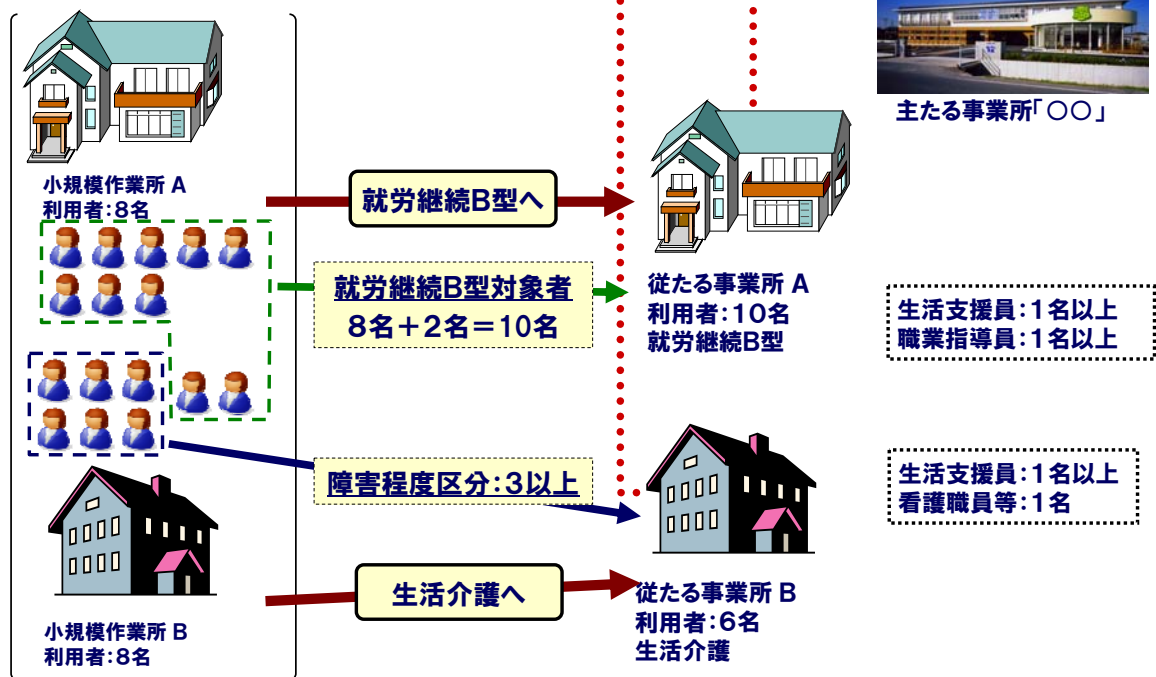 主たる事業所「○○」
小規模作業所 A
利用者:8名
就労継続B型へ
就労継続B型対象者
8名+2名=10名
従たる事業所 A
利用者:10名
就労継続B型
生活支援員:1名以上
職業指導員:1名以上
障害程度区分:3以上
生活支援員:1名以上
看護職員等:1名
生活介護へ
従たる事業所 B
利用者:6名
生活介護
小規模作業所 B
利用者:8名